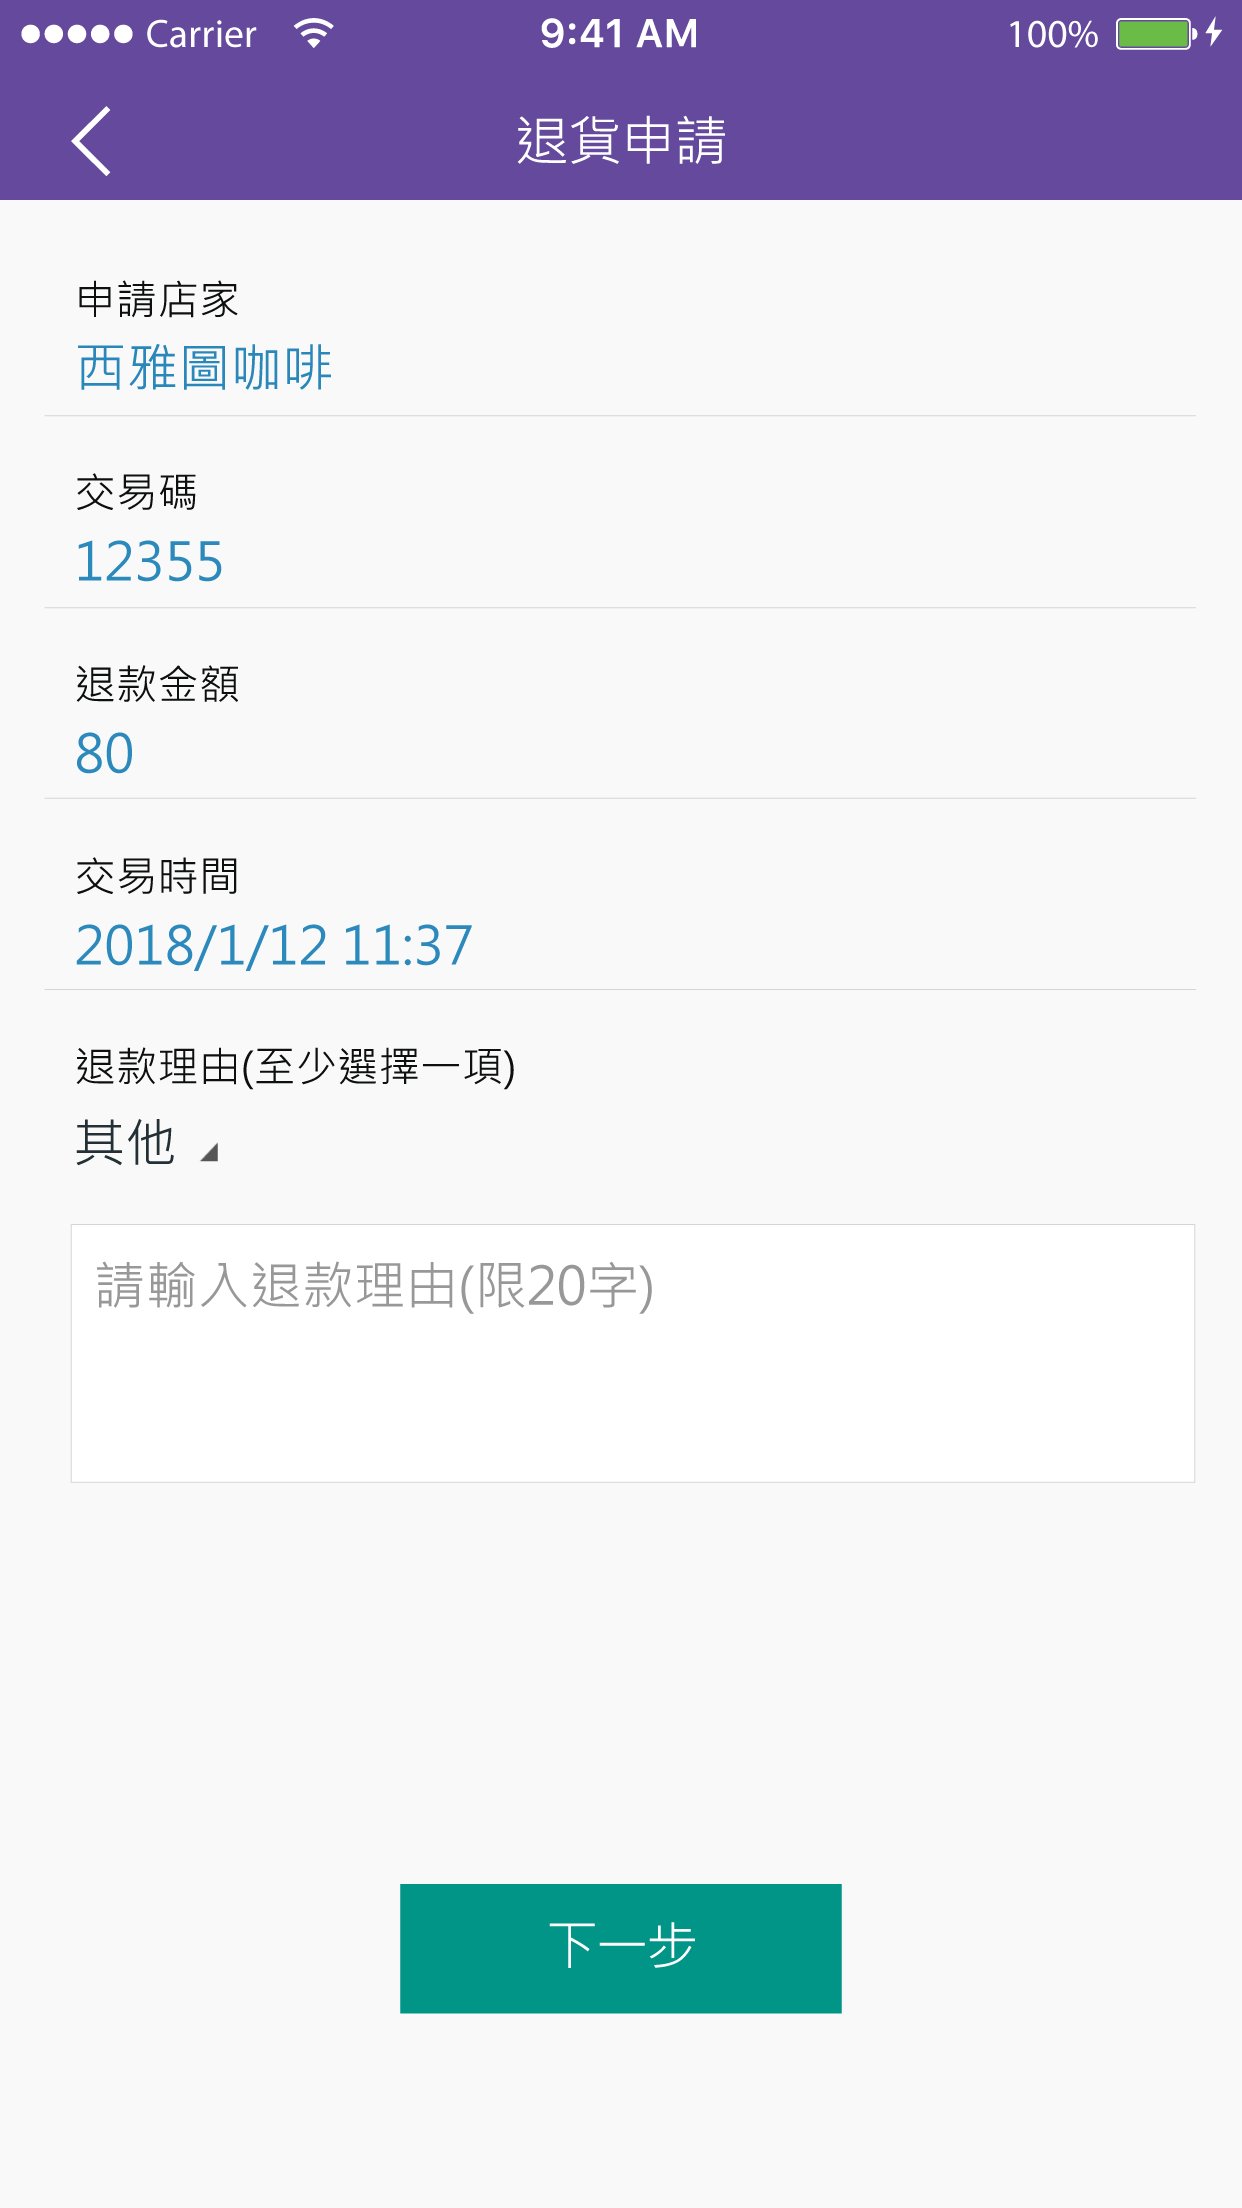 Carrier 9:41 AM 100%
退貨申請
申請店家
西雅圖咖啡
交易碼
12355
退款金額
80
交易時間
2018/1/12 11:37
退款理由(至少選擇一項)
其他
請輸入退款理由(限20字)
下一步